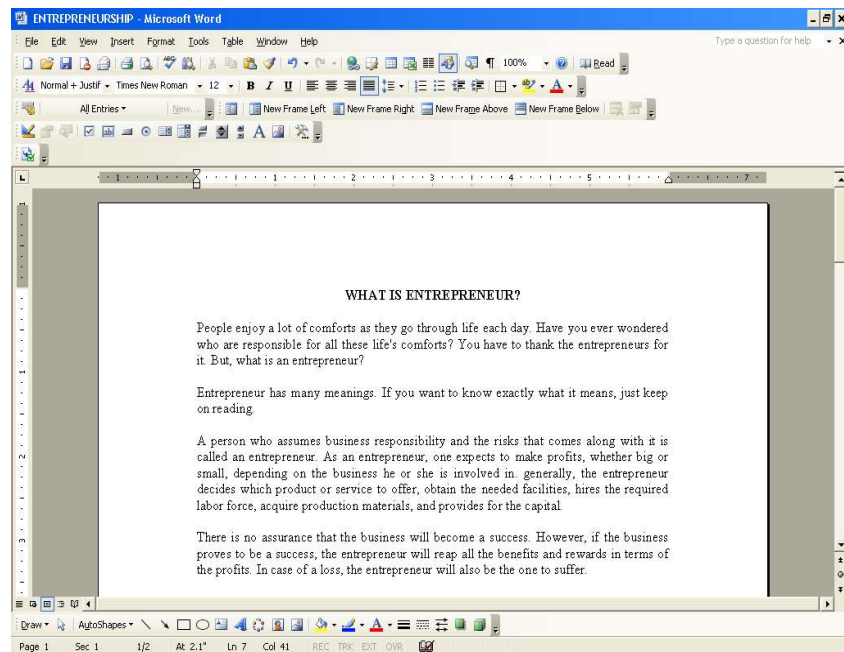 ENTREPRENEURSHIP - Microsoft Word
File Edit View Insert Format Tools Table Window Help
Type a question for help
100%
Read
Normal + Justif
Times New Roman
12
B I U
All Entries
New...
New Frame Left
New Frame Right
New Frame Above
New Frame Below
1 1 2 3 4 5 7
WHAT IS ENTREPRENEUR?
People enjoy a lot of comforts as they go through life each day. Have you ever wondered
who are responsible for all these life's comforts? You have to thank the entrepreneurs for
it. But, what is an entrepreneur?
Entrepreneur has many meanings. If you want to know exactly what it means, just keep
on reading.
A person who assumes business responsibility and the risks that comes along with it is
called an entrepreneur. As an entrepreneur, one expects to make profits, whether big or
small, depending on the business he or she is involved in. generally, the entrepreneur
decides which product or service to offer, obtain the needed facilities, hires the required
labor force, acquire production materials, and provides for the capital.
There is no assurance that the business will become a success. However, if the business
proves to be a success, the entrepreneur will reap all the benefits and rewards in terms of
the profits. In case of a loss, the entrepreneur will also be the one to suffer.
Draw
AutoShapes
Page 1 Sec 1 1/2 At 2.1" Ln 7 Col 41 REC TRK EXT OVR